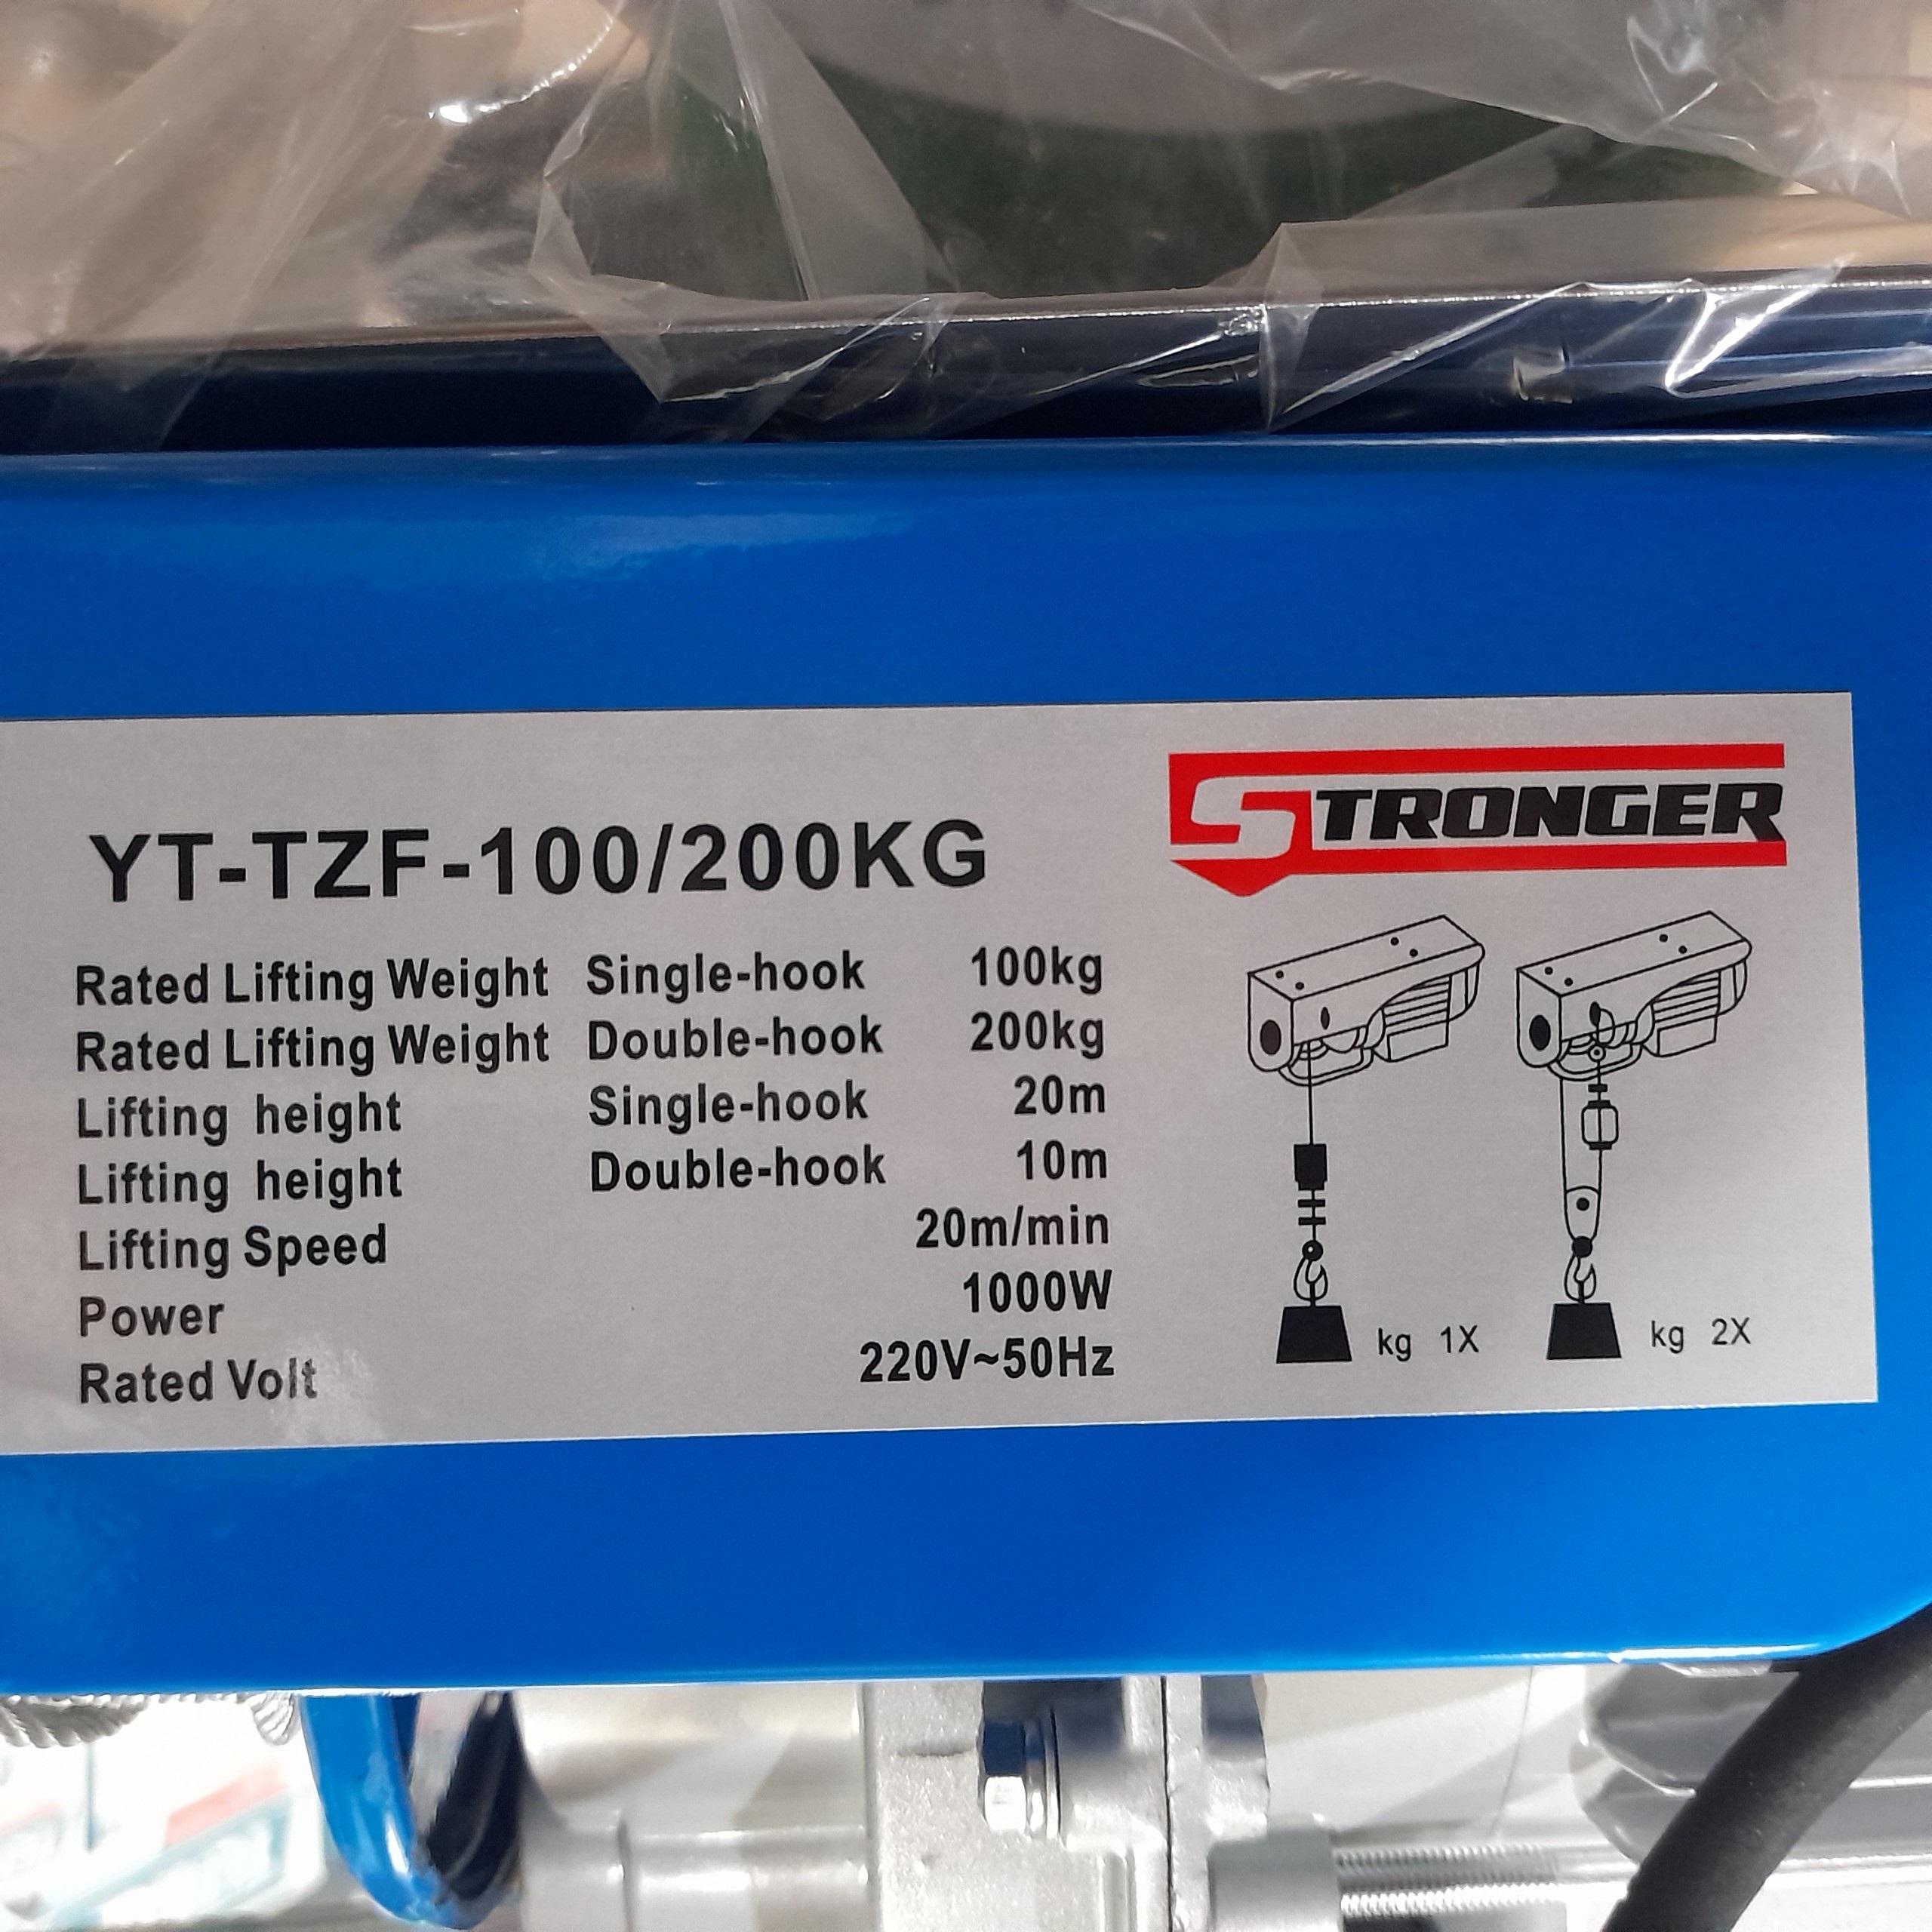 STRONGER
YT-TZF-100/200KG
Rated Lifting Weight Single-hook 100kg
Rated Lifting Weight Double-hook 200kg
Lifting height Single-hook 20m
Lifting height Double-hook 10m
Lifting Speed 20m/min
Power 1000W
Rated Volt 220V~50Hz
kg 1X
kg 2X